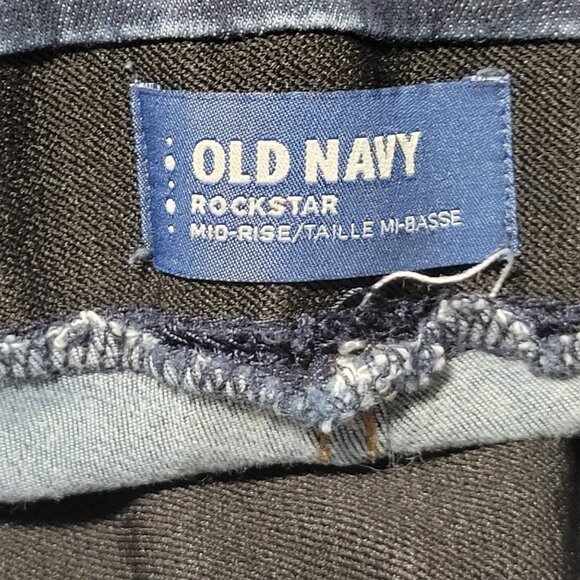 OLD NAVY
ROCKSTAR
MID-RISE/TAILLE MI-BASSE